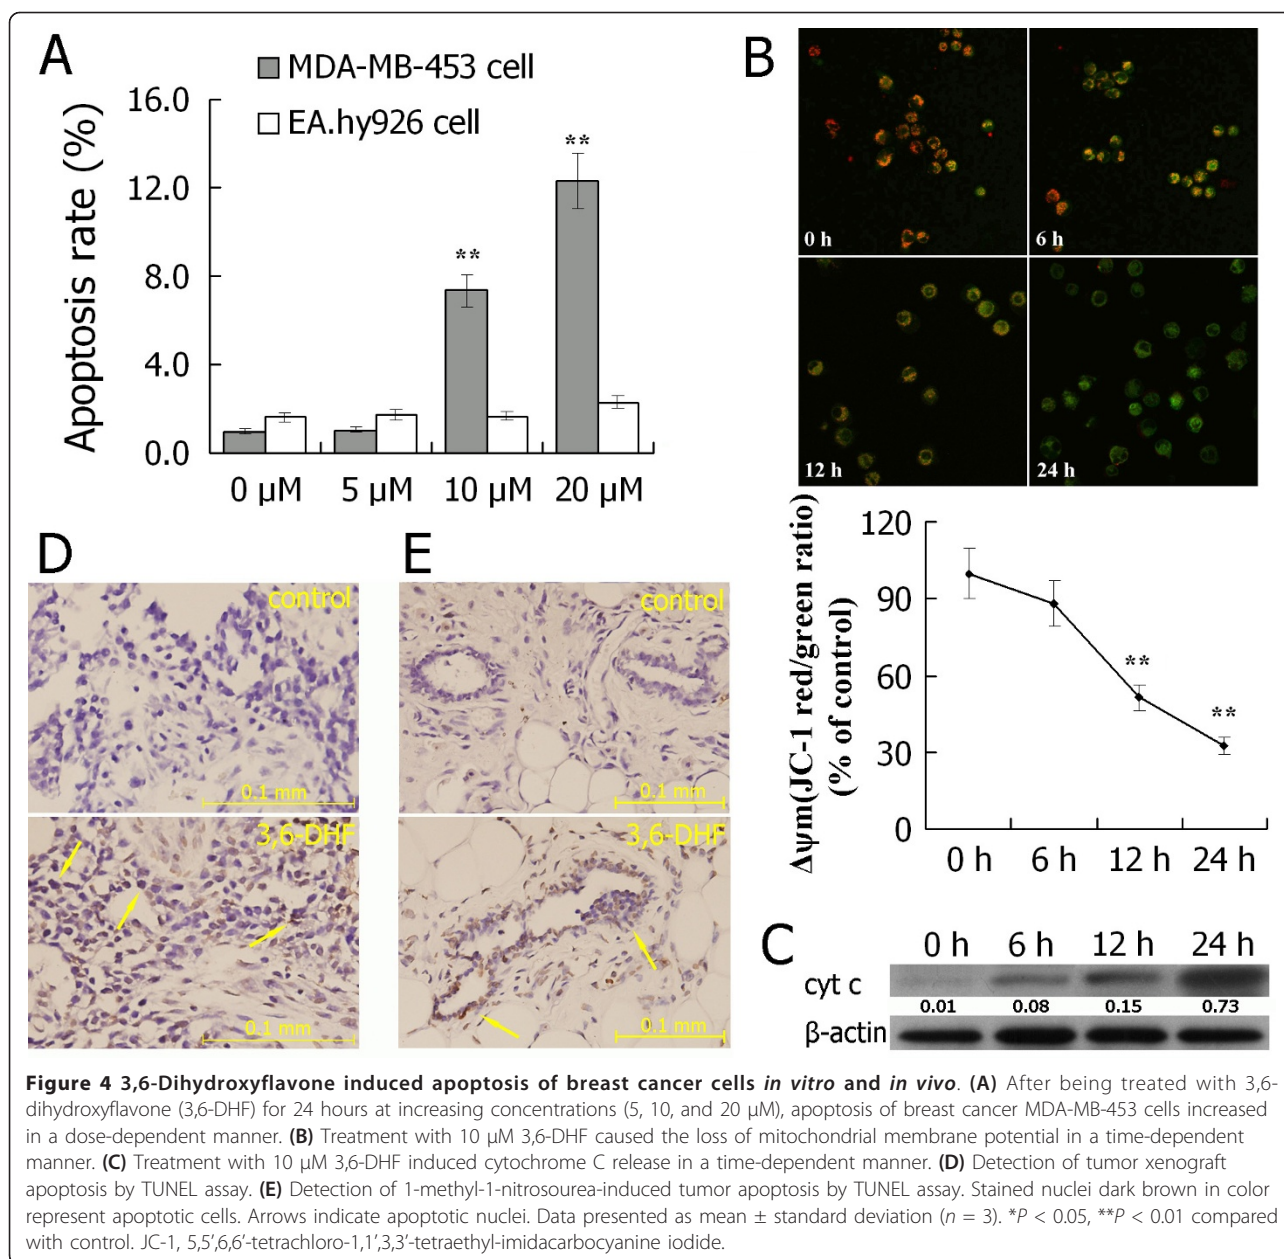 A
MDA-MB-453 cell
EA.hy926 cell
Apoptosis rate (%)
16.0
12.0
8.0
4.0
0.0
**
**
0 μM 5 μM 10 μM 20 μM
B
0 h
6 h
12 h
24 h
Δψm(JC-1 red/green ratio)
(% of control)
120
90
60
30
0
**
**
0 h 6 h 12 h 24 h
C
0 h 6 h 12 h 24 h
cyt c
0.01 0.08 0.15 0.73
β-actin
D
control
0.1 mm
3,6-DHF
0.1 mm
E
control
0.1 mm
3,6-DHF
0.1 mm
Figure 4 3,6-Dihydroxyflavone induced apoptosis of breast cancer cells in vitro and in vivo. (A) After being treated with 3,6-
dihydroxyflavone (3,6-DHF) for 24 hours at increasing concentrations (5, 10, and 20 μM), apoptosis of breast cancer MDA-MB-453 cells increased
in a dose-dependent manner. (B) Treatment with 10 μM 3,6-DHF caused the loss of mitochondrial membrane potential in a time-dependent
manner. (C) Treatment with 10 μM 3,6-DHF induced cytochrome C release in a time-dependent manner. (D) Detection of tumor xenograft
apoptosis by TUNEL assay. (E) Detection of 1-methyl-1-nitrosourea-induced tumor apoptosis by TUNEL assay. Stained nuclei dark brown in color
represent apoptotic cells. Arrows indicate apoptotic nuclei. Data presented as mean ± standard deviation (n = 3). *P < 0.05, **P < 0.01 compared
with control. JC-1, 5,5′,6,6′-tetrachloro-1,1′,3,3′-tetraethyl-imidacarbocyanine iodide.